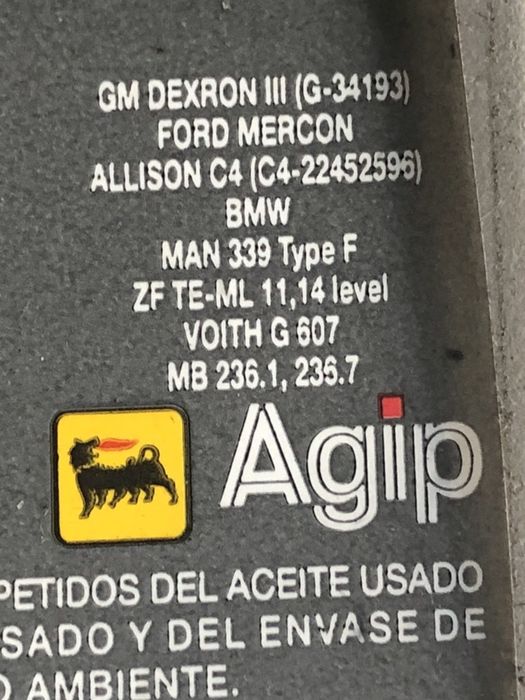 GM DEXRON III (G-34193)
FORD MERCON
ALLISON C4 (C4-22452596)
BMW
MAN 339 Type F
ZF TE-ML 11,14 level
VOITH G 607
MB 236.1, 236.7
Agip
PETIDOS DEL ACEITE USADO
SADO Y DEL ENVASE DE
O AMBIENTE.